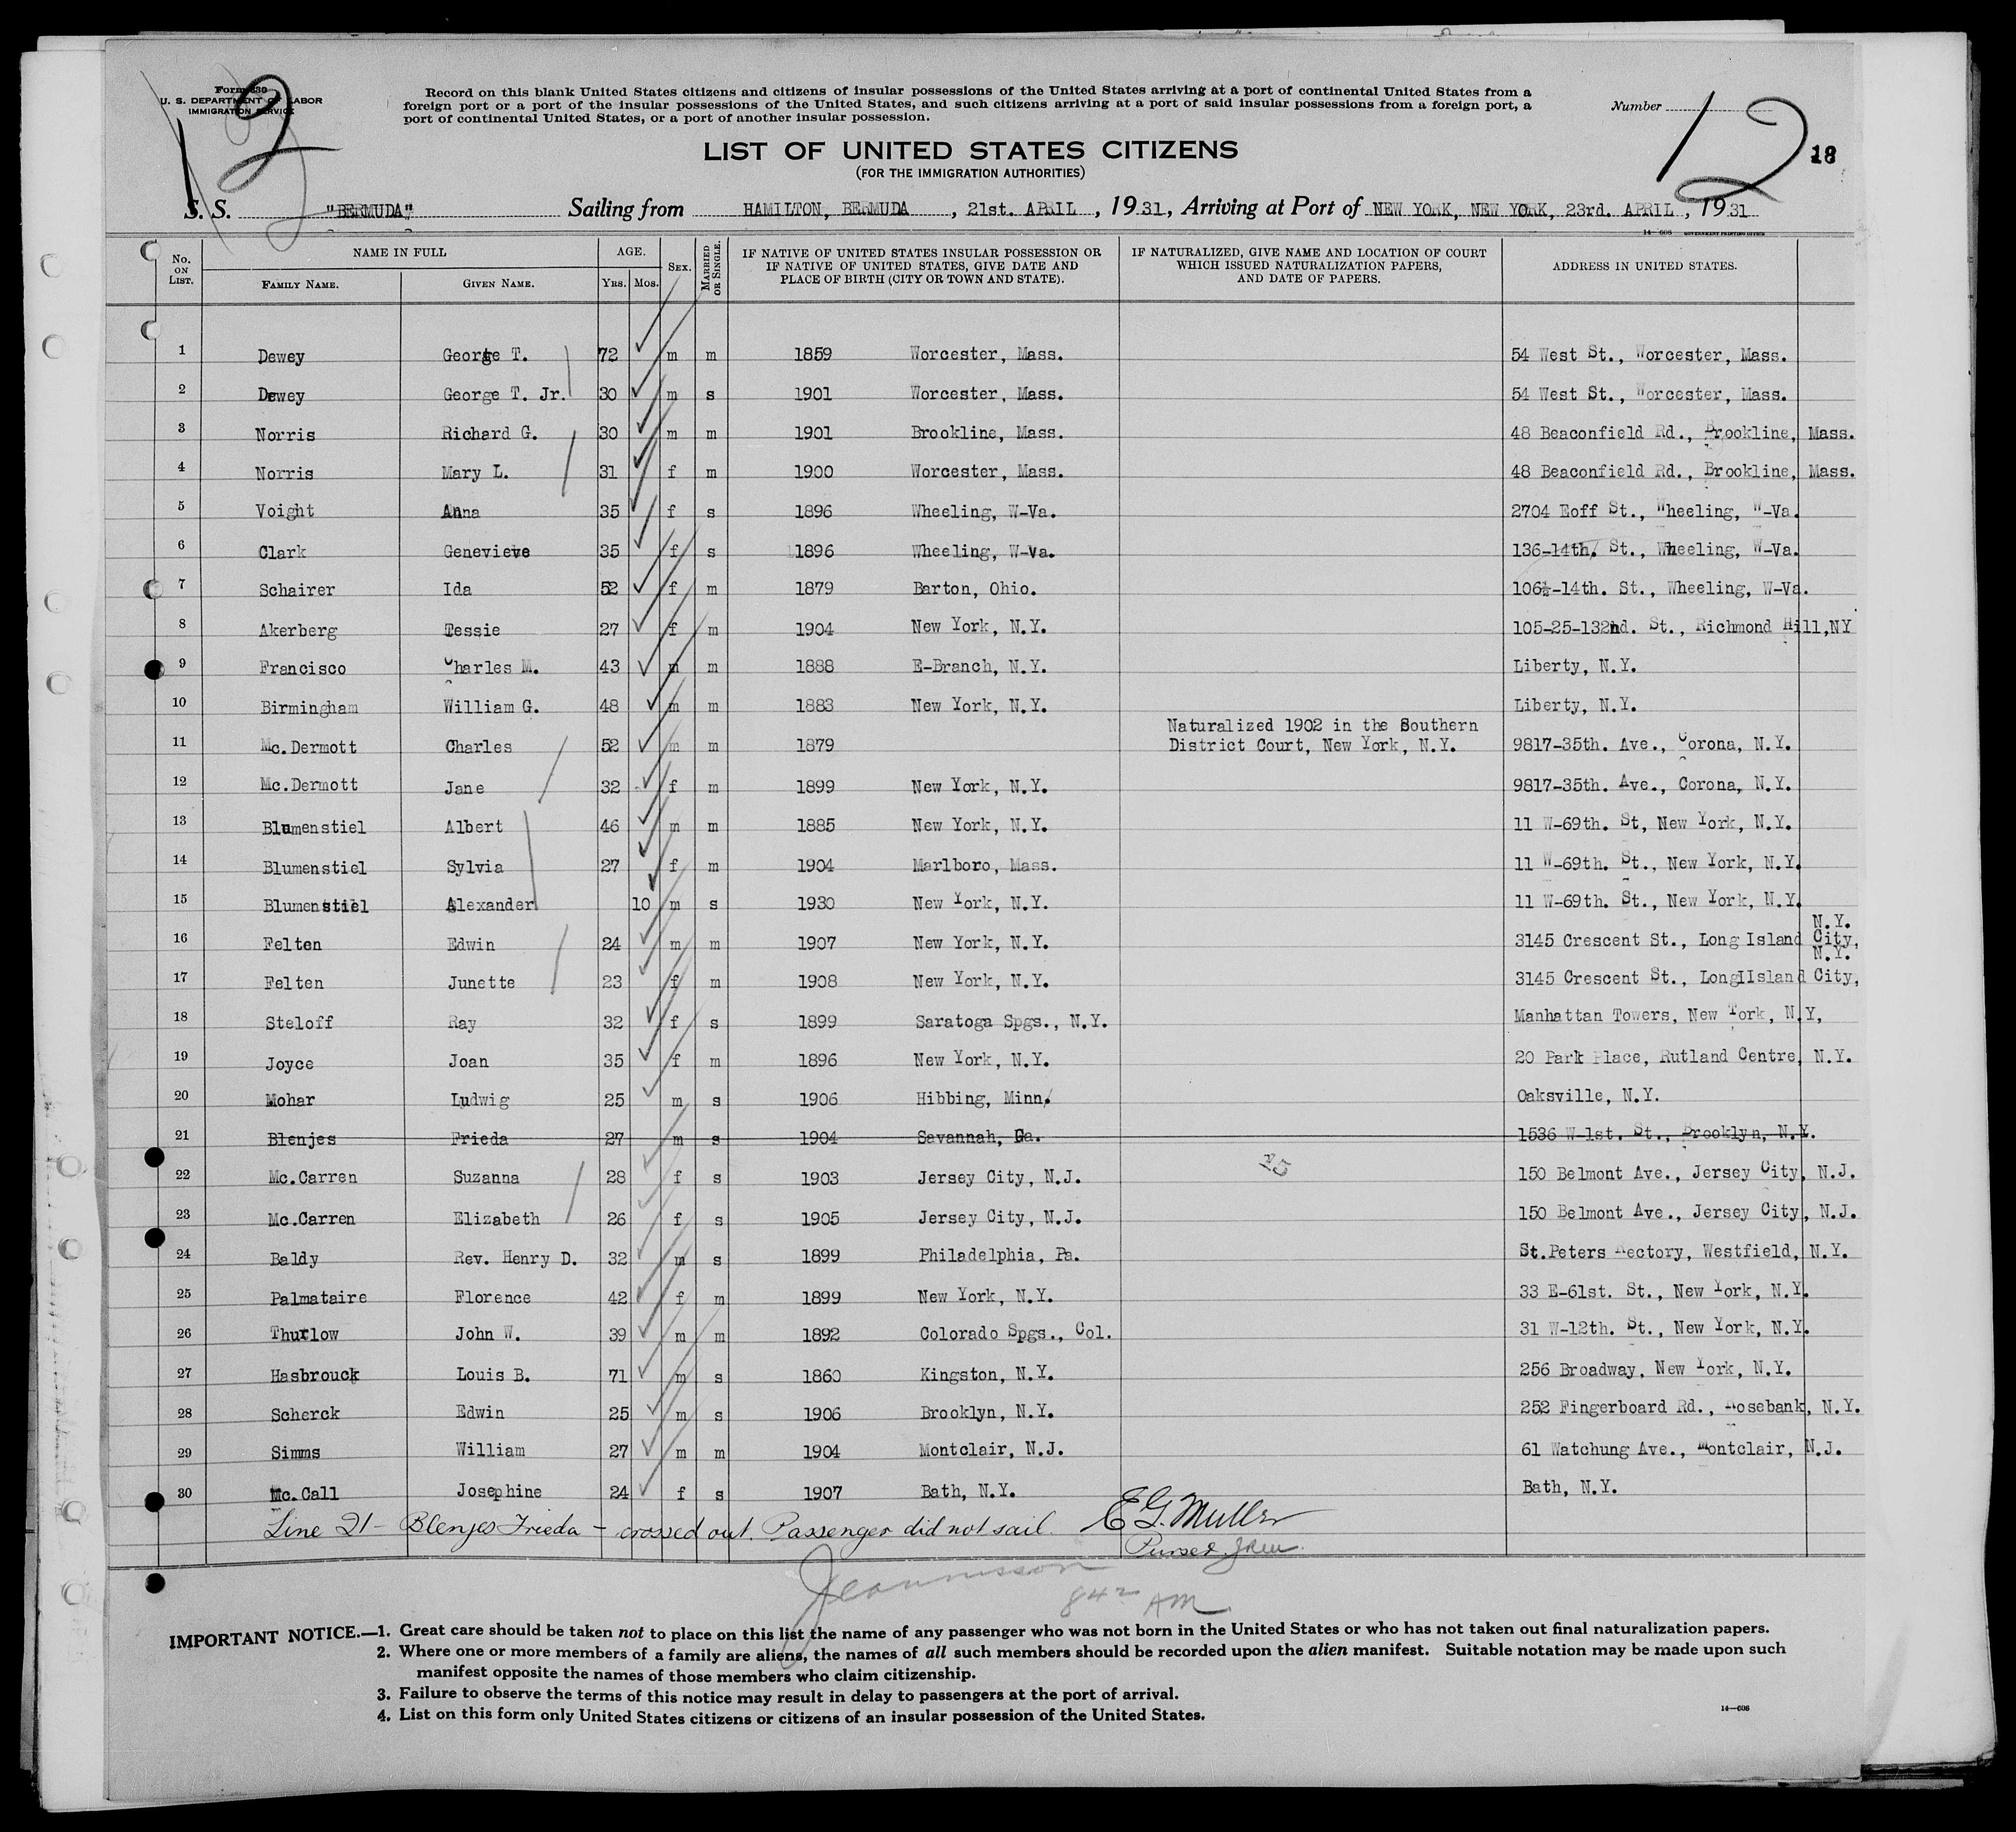 Form 630
U. S. DEPARTMENT OF LABOR
IMMIGRATION SERVICE
12
Record on this blank United States citizens and citizens of insular possessions of the United States arriving at a port of continental United States from a
foreign port or a port of the insular possessions of the United States, and such citizens arriving at a port of said insular possessions from a foreign port, a
port of continental United States, or a port of another insular possession.
Number 12
18
LIST OF UNITED STATES CITIZENS
(FOR THE IMMIGRATION AUTHORITIES)
S. S. "BERMUDA" Sailing from HAMILTON, BERMUDA, 21st. APRIL, 1931, Arriving at Port of NEW YORK, NEW YORK, 23rd. APRIL, 1931
14—608 GOVERNMENT PRINTING OFFICE
No. ON LIST. NAME IN FULL FAMILY NAME. GIVEN NAME. AGE. YRS. MOS. SEX. MARRIED OR SINGLE. IF NATIVE OF UNITED STATES INSULAR POSSESSION OR IF NATIVE OF UNITED STATES, GIVE DATE AND PLACE OF BIRTH (CITY OR TOWN AND STATE). IF NATURALIZED, GIVE NAME AND LOCATION OF COURT WHICH ISSUED NATURALIZATION PAPERS, AND DATE OF PAPERS. ADDRESS IN UNITED STATES.
1 Dewey George T. 72 m m 1859 Worcester, Mass. 54 West St., Worcester, Mass.
2 Dewey George T. Jr. 30 m s 1901 Worcester, Mass. 54 West St., Worcester, Mass.
3 Norris Richard G. 30 m m 1901 Brookline, Mass. 48 Beaconfield Rd., Brookline, Mass.
4 Norris Mary L. 31 f m 1900 Worcester, Mass. 48 Beaconfield Rd., Brookline, Mass.
5 Voight Anna 35 f s 1896 Wheeling, W-Va. 2704 Eoff St., Wheeling, W-Va.
6 Clark Genevieve 35 f s 1896 Wheeling, W-Va. 136-14th. St., Wheeling, W-Va.
7 Schairer Ida 52 f m 1879 Barton, Ohio. 106½-14th. St., Wheeling, W-Va.
8 Akerberg Tessie 27 f m 1904 New York, N.Y. 105-25-132nd. St., Richmond Hill,NY
9 Francisco Charles M. 43 m m 1888 E-Branch, N.Y. Liberty, N.Y.
10 Birmingham William G. 48 m m 1883 New York, N.Y. Liberty, N.Y.
11 Mc.Dermott Charles 52 m m 1879 Naturalized 1902 in the Southern District Court, New York, N.Y. 9817-35th. Ave., Corona, N.Y.
12 Mc.Dermott Jane 32 f m 1899 New York, N.Y. 9817-35th. Ave., Corona, N.Y.
13 Blumenstiel Albert 46 m m 1885 New York, N.Y. 11 W-69th. St, New York, N.Y.
14 Blumenstiel Sylvia 27 f m 1904 Marlboro, Mass. 11 W-69th. St., New York, N.Y.
15 Blumenstiel Alexander 10 m s 1930 New York, N.Y. 11 W-69th. St., New York, N.Y.
16 Felten Edwin 24 m m 1907 New York, N.Y. 3145 Crescent St., Long Island City, N.Y.
17 Felten Junette 23 f m 1908 New York, N.Y. 3145 Crescent St., LongIIsland City, N.Y.
18 Steloff Ray 32 f s 1899 Saratoga Spgs., N.Y. Manhattan Towers, New York, N.Y,
19 Joyce Joan 35 f m 1896 New York, N.Y. 20 Park Place, Rutland Centre, N.Y.
20 Mohar Ludwig 25 m s 1906 Hibbing, Minn. Oaksville, N.Y.
21 Blenjes Frieda 27 m s 1904 Savannah, Ga. 1536 W-1st. St., Brooklyn, N.Y.
22 Mc.Carren Suzanna 28 f s 1903 Jersey City, N.J. 150 Belmont Ave., Jersey City, N.J.
23 Mc.Carren Elizabeth 26 f s 1905 Jersey City, N.J. 150 Belmont Ave., Jersey City, N.J.
24 Baldy Rev. Henry D. 32 m s 1899 Philadelphia, Pa. St.Peters Rectory, Westfield, N.Y.
25 Palmataire Florence 42 f m 1899 New York, N.Y. 33 E-61st. St., New York, N.Y.
26 Thurlow John W. 39 m m 1892 Colorado Spgs., Col. 31 W-12th. St., New York, N.Y.
27 Hasbrouck Louis B. 71 m s 1860 Kingston, N.Y. 256 Broadway, New York, N.Y.
28 Scherck Edwin 25 m s 1906 Brooklyn, N.Y. 252 Fingerboard Rd., Rosebank, N.Y.
29 Simms William 27 m m 1904 Montclair, N.J. 61 Watchung Ave., Montclair, N.J.
30 Mc.Call Josephine 24 f s 1907 Bath, N.Y. Bath, N.Y.
Line 21 - Blenjes Frieda - crossed out. Passenger did not sail. E G. Muller
Purser
842 AM
IMPORTANT NOTICE.—1. Great care should be taken not to place on this list the name of any passenger who was not born in the United States or who has not taken out final naturalization papers.
2. Where one or more members of a family are aliens, the names of all such members should be recorded upon the alien manifest. Suitable notation may be made upon such
manifest opposite the names of those members who claim citizenship.
3. Failure to observe the terms of this notice may result in delay to passengers at the port of arrival.
4. List on this form only United States citizens or citizens of an insular possession of the United States.
14—608